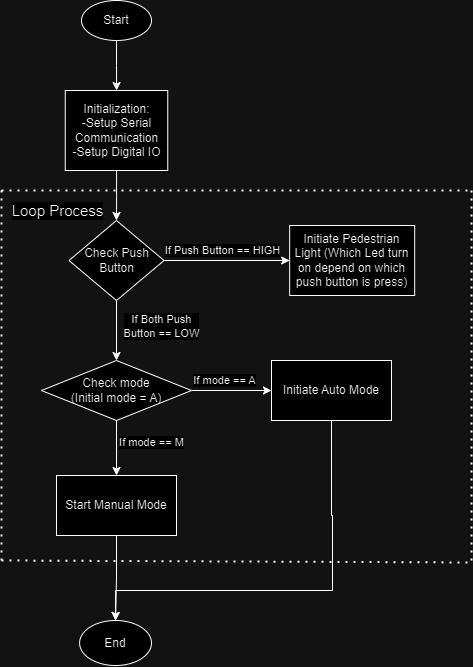 Start
Initialization:
-Setup Serial
Communication
-Setup Digital IO
Loop Process
Check Push
Button
If Push Button == HIGH
Initiate Pedestrian
Light (Which Led turn
on depend on which
push button is press)
If Both Push
Button == LOW
Check mode
(Initial mode = A)
If mode == A
Initiate Auto Mode
If mode == M
Start Manual Mode
End